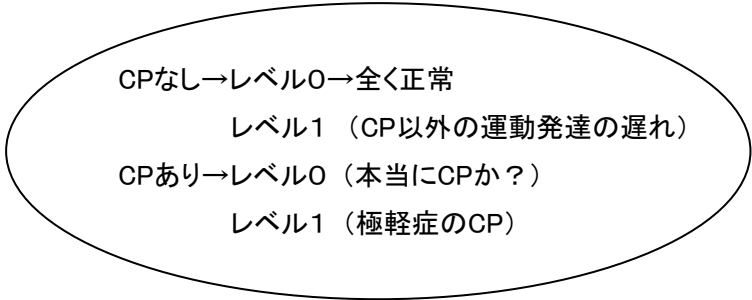 CPなし→レベル0→全く正常
レベル1 (CP以外の運動発達の遅れ)
CPあり→レベル0 (本当にCPか？)
レベル1 (極軽症のCP)